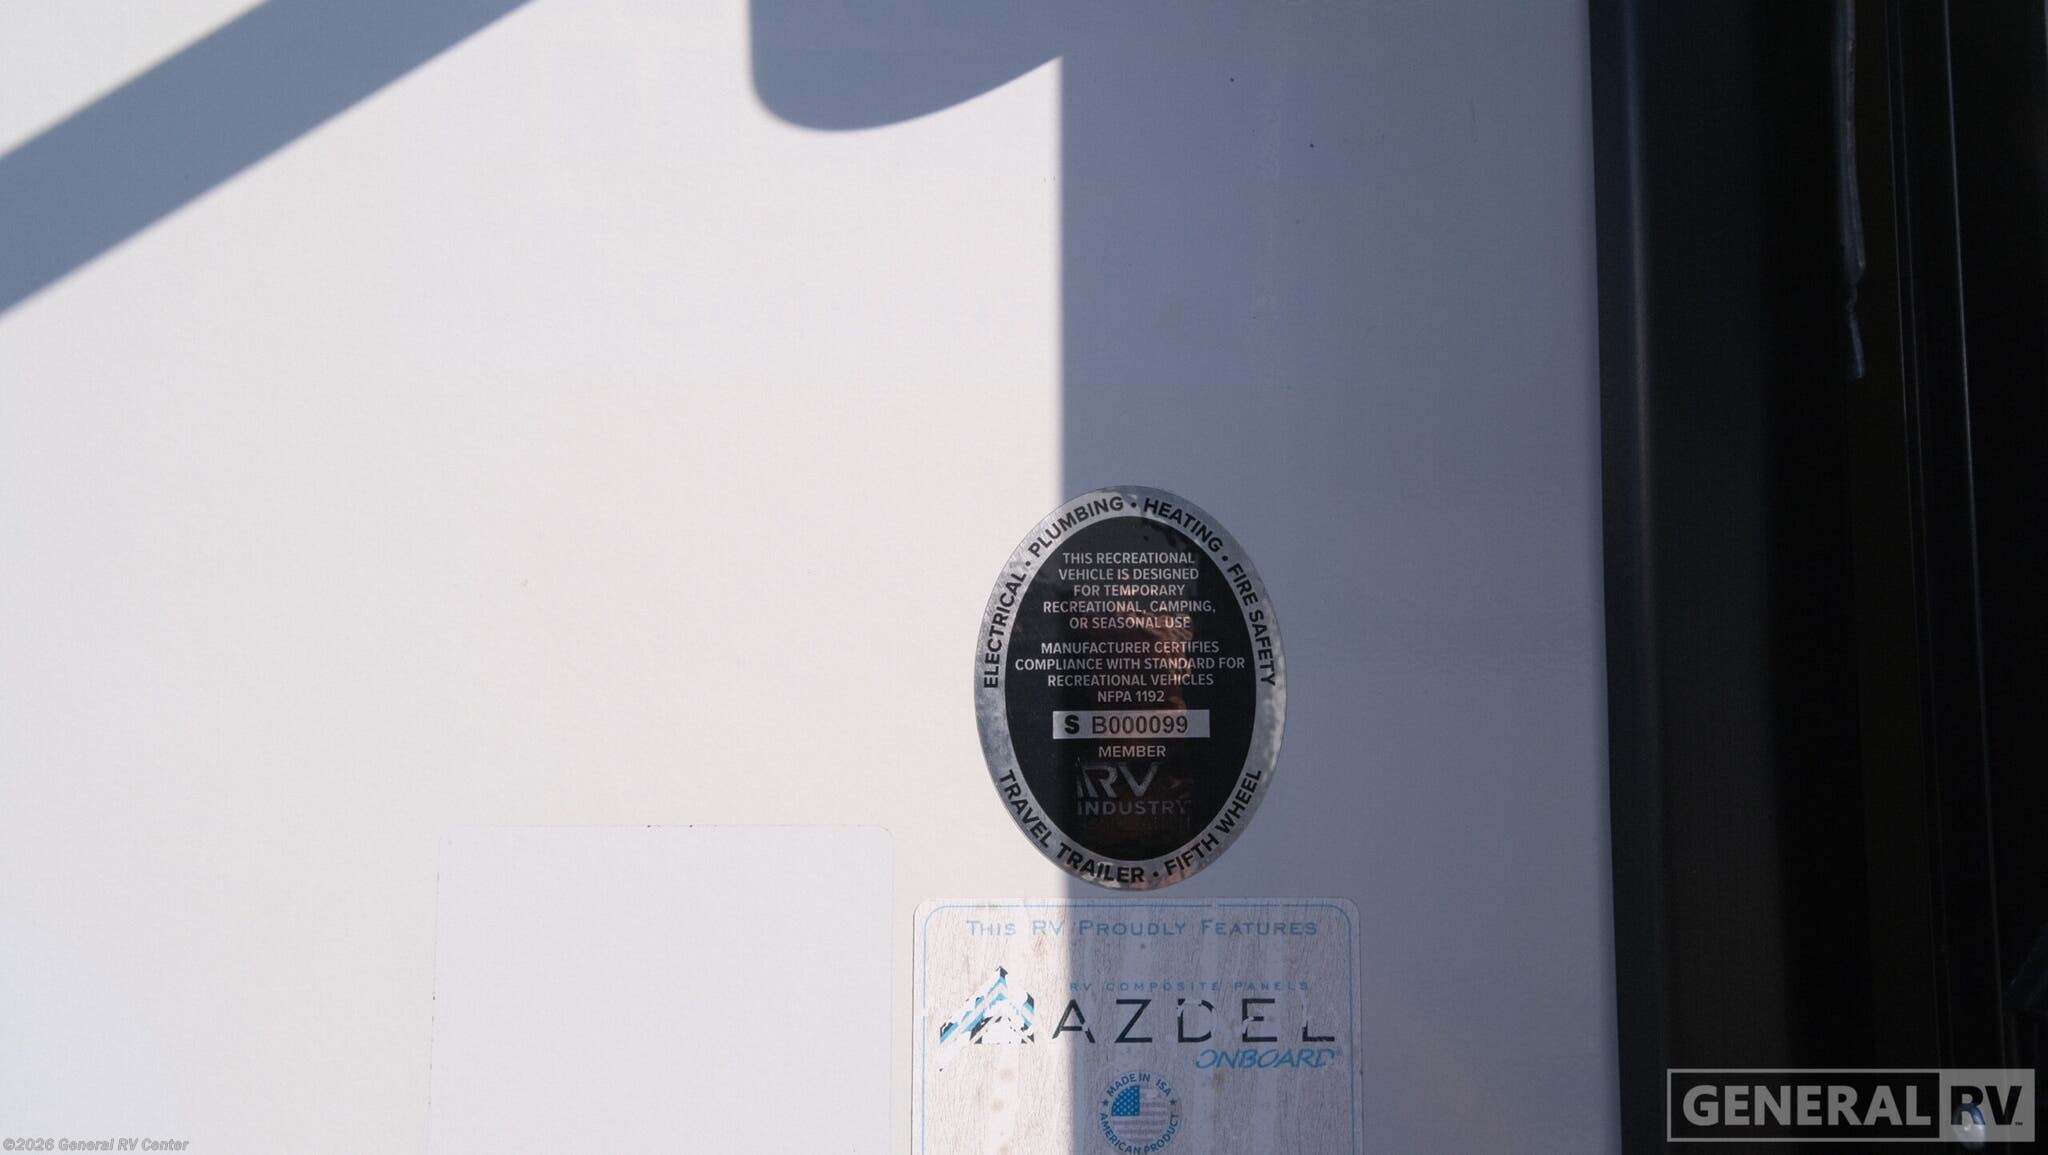 ELECTRICAL • PLUMBING • HEATING • FIRE SAFETY
THIS RECREATIONAL
VEHICLE IS DESIGNED
FOR TEMPORARY
RECREATIONAL, CAMPING,
OR SEASONAL USE
MANUFACTURER CERTIFIES
COMPLIANCE WITH STANDARD FOR
RECREATIONAL VEHICLES
NFPA 1192
S B000099
MEMBER
RV
INDUSTRY
TRAVEL TRAILER • FIFTH WHEEL
THIS RV PROUDLY FEATURES
RV COMPOSITE PANELS
AZDEL
ONBOARD®
MADE IN USA
AMERICAN PRODUCT
GENERAL RV™
©2026 General RV Center